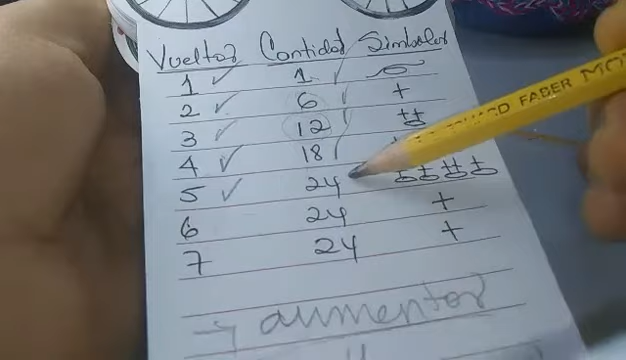 Vueltas Cantidad Simbolos
1 ✓ 1 ✓
2 ✓ 6 ✓ +
3 ✓ 12 ✓
4 ✓ 18 ✓
5 ✓ 24
6 24 +
7 24 +
→ aumentos
FABER